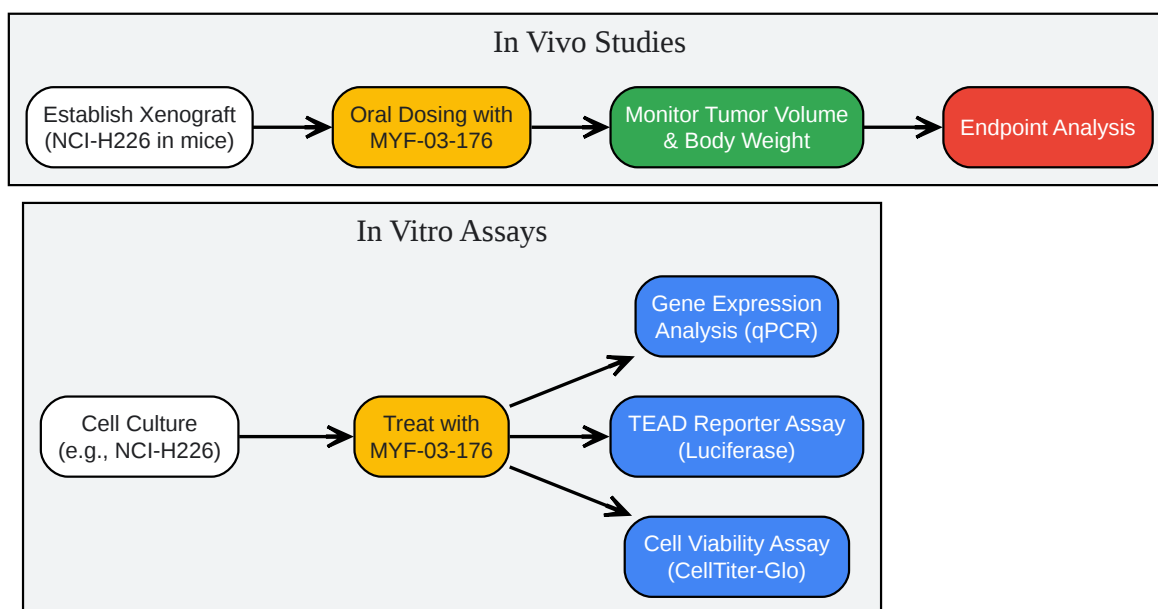 In Vivo Studies
Establish Xenograft
(NCI-H226 in mice)
Oral Dosing with
MYF-03-176
Monitor Tumor Volume
& Body Weight
Endpoint Analysis
In Vitro Assays
Gene Expression
Analysis (qPCR)
Cell Culture
(e.g., NCI-H226)
Treat with
MYF-03-176
TEAD Reporter Assay
(Luciferase)
Cell Viability Assay
(CellTiter-Glo)